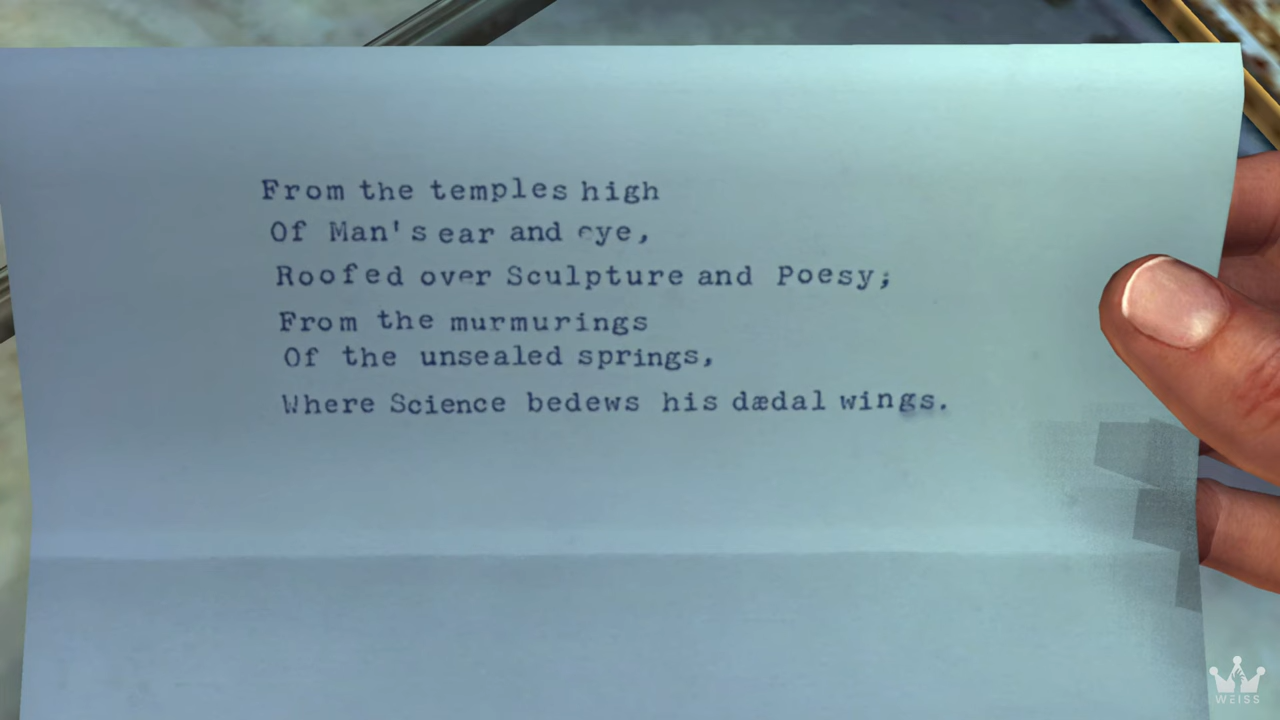 From the temples high
Of Man's ear and eye,
Roofed over Sculpture and Poesy;
From the murmurings
Of the unsealed springs,
Where Science bedews his dædal wings.
WEISS